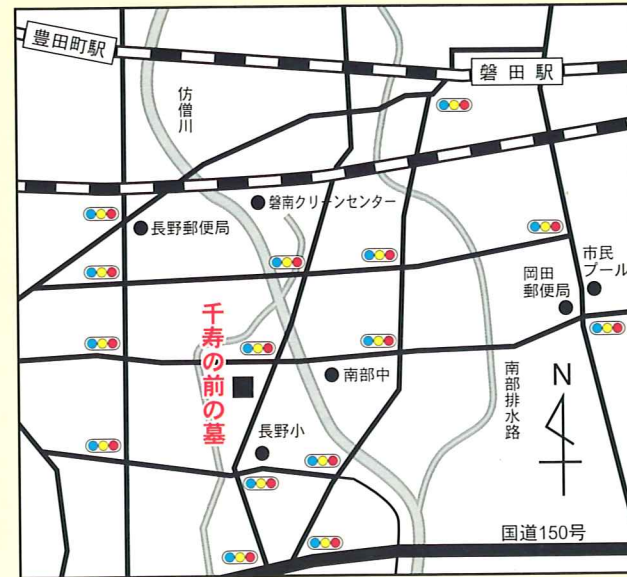 豊田町駅
磐田駅
仿僧川
磐南クリーンセンター
長野郵便局
市民
プール
岡田
郵便局
千寿の前の墓
南部中
南部排水路
N
長野小
国道150号